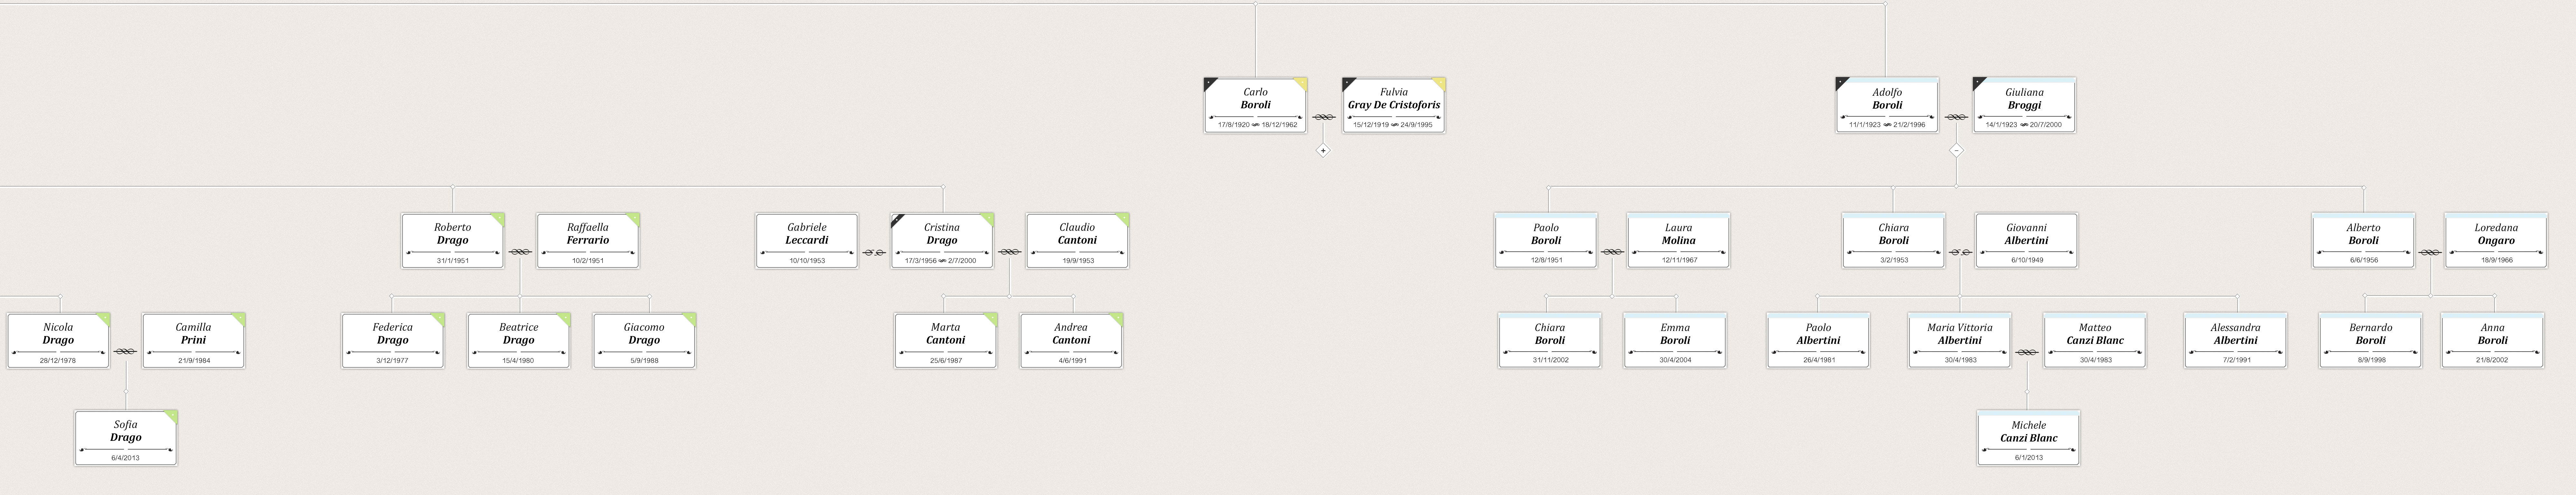 Carlo
Boroli
17/8/1920 18/12/1962
Fulvia
Gray De Cristoforis
15/12/1919 24/9/1995
Adolfo
Boroli
11/1/1923 21/2/1996
Giuliana
Broggi
14/1/1923 20/7/2000
Roberto
Drago
31/1/1951
Raffaella
Ferrario
10/2/1951
Gabriele
Leccardi
10/10/1953
Cristina
Drago
17/3/1956 2/7/2000
Claudio
Cantoni
19/9/1953
Paolo
Boroli
12/8/1951
Laura
Molina
12/11/1967
Chiara
Boroli
3/2/1953
Giovanni
Albertini
6/10/1949
Alberto
Boroli
6/6/1956
Loredana
Ongaro
18/9/1966
Nicola
Drago
28/12/1978
Camilla
Prini
21/9/1984
Federica
Drago
3/12/1977
Beatrice
Drago
15/4/1980
Giacomo
Drago
5/9/1988
Marta
Cantoni
25/6/1987
Andrea
Cantoni
4/6/1991
Chiara
Boroli
31/11/2002
Emma
Boroli
30/4/2004
Paolo
Albertini
26/4/1981
Maria Vittoria
Albertini
30/4/1983
Matteo
Canzi Blanc
30/4/1983
Alessandra
Albertini
7/2/1991
Bernardo
Boroli
8/9/1998
Anna
Boroli
21/8/2002
Sofia
Drago
6/4/2013
Michele
Canzi Blanc
6/1/2013